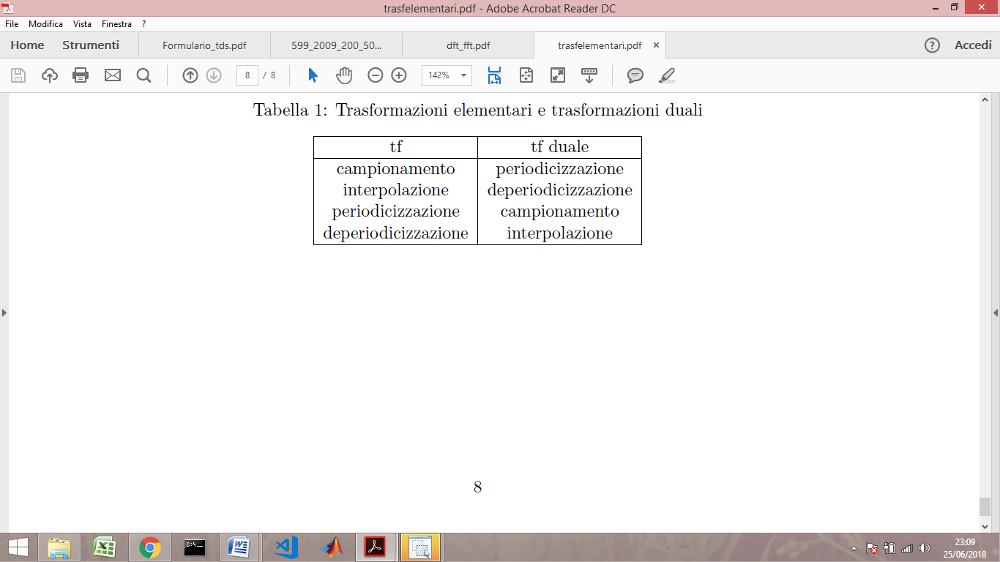 trasfelementari.pdf - Adobe Acrobat Reader DC
File Modifica Vista Finestra ?
Home Strumenti Formulario_tds.pdf 599_2009_200_50... dft_fft.pdf trasfelementari.pdf × ? Accedi
8 / 8 142%
Tabella 1: Trasformazioni elementari e trasformazioni duali
tf tf duale
campionamento periodicizzazione
interpolazione deperiodicizzazione
periodicizzazione campionamento
deperiodicizzazione interpolazione
8
C:\_
23:09
25/06/2018